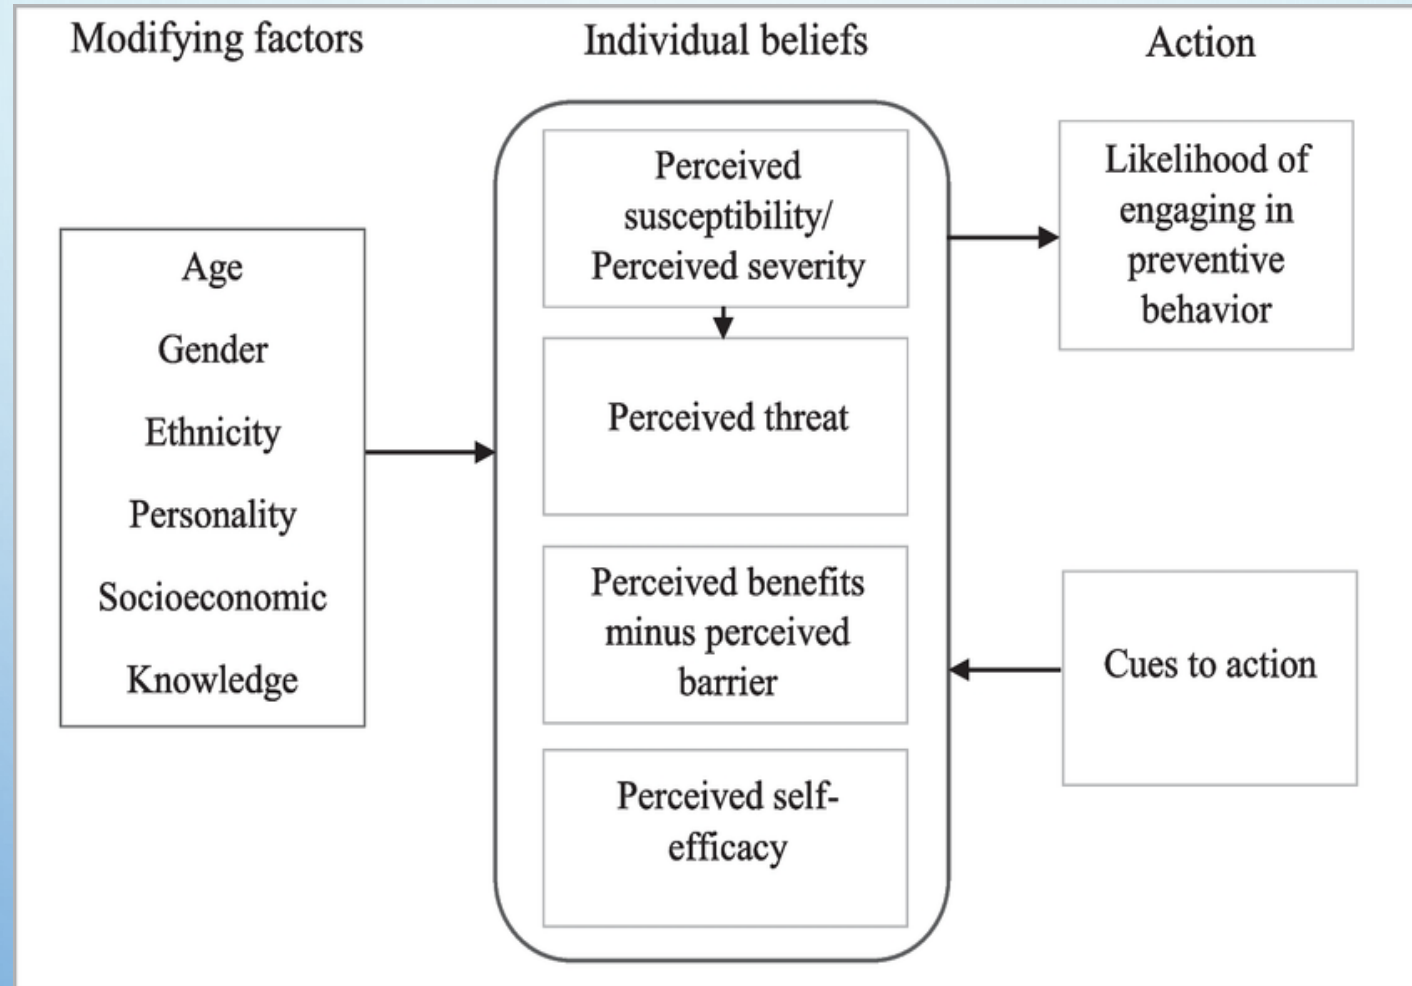 Modifying factors
Individual beliefs
Action
Age
Gender
Ethnicity
Personality
Socioeconomic
Knowledge
Perceived
susceptibility/
Perceived severity
Perceived threat
Perceived benefits
minus perceived
barrier
Perceived self-
efficacy
Likelihood of
engaging in
preventive
behavior
Cues to action